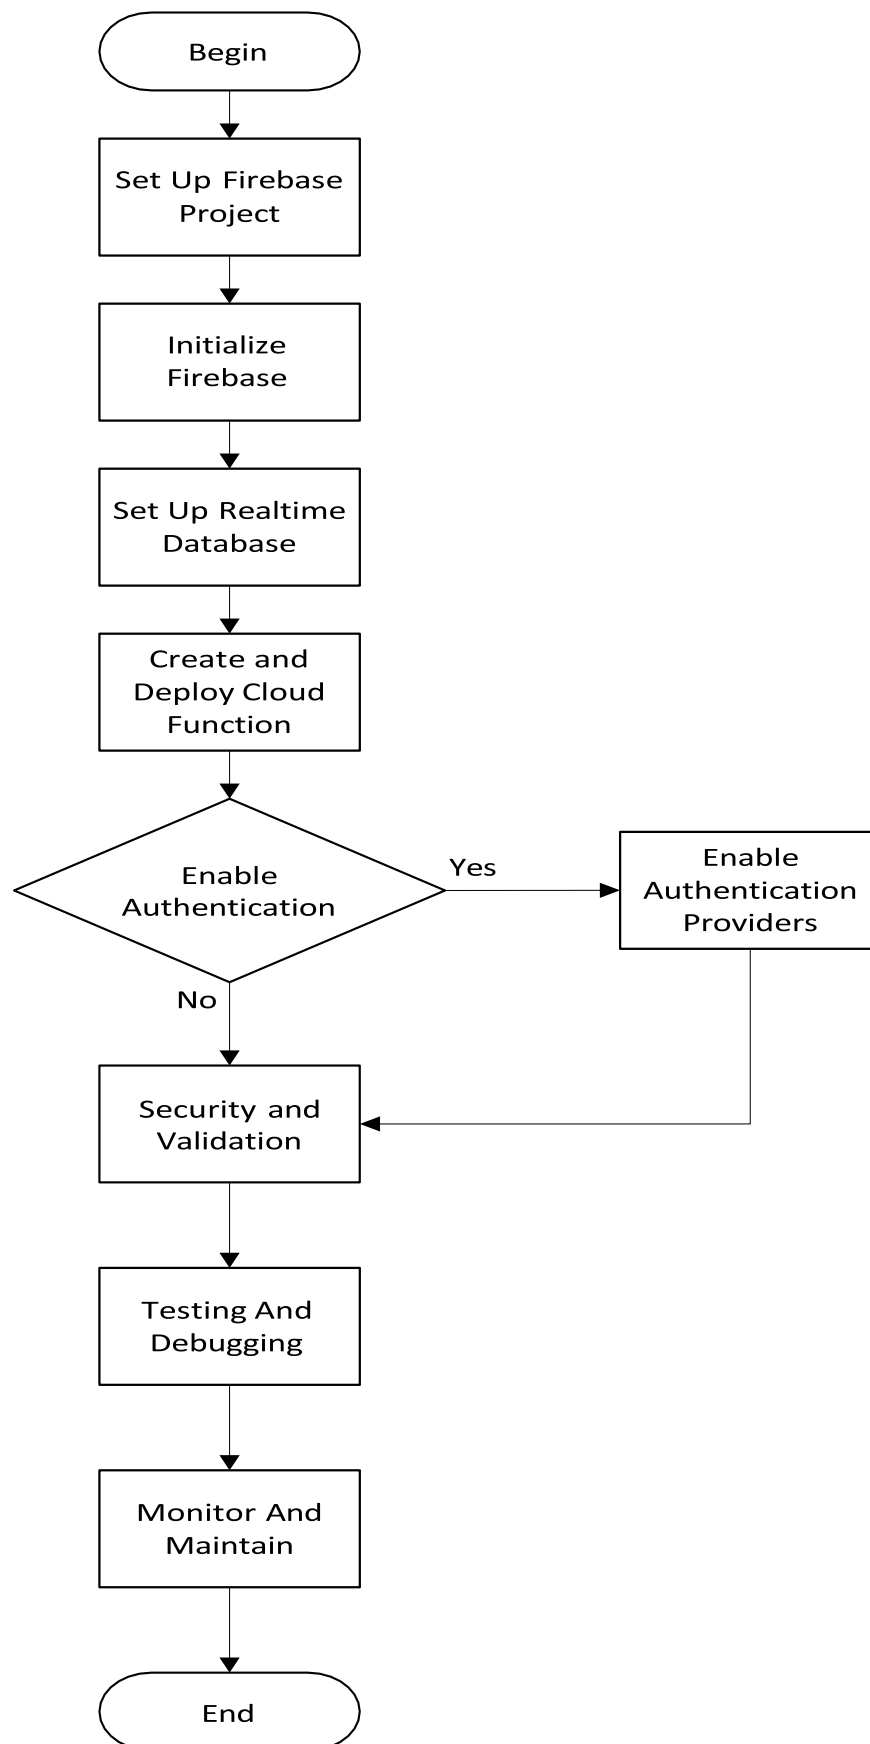 Begin
Set Up Firebase
Project
Initialize
Firebase
Set Up Realtime
Database
Create and
Deploy Cloud
Function
Enable
Authentication
Yes
Enable
Authentication
Providers
No
Security and
Validation
Testing And
Debugging
Monitor And
Maintain
End